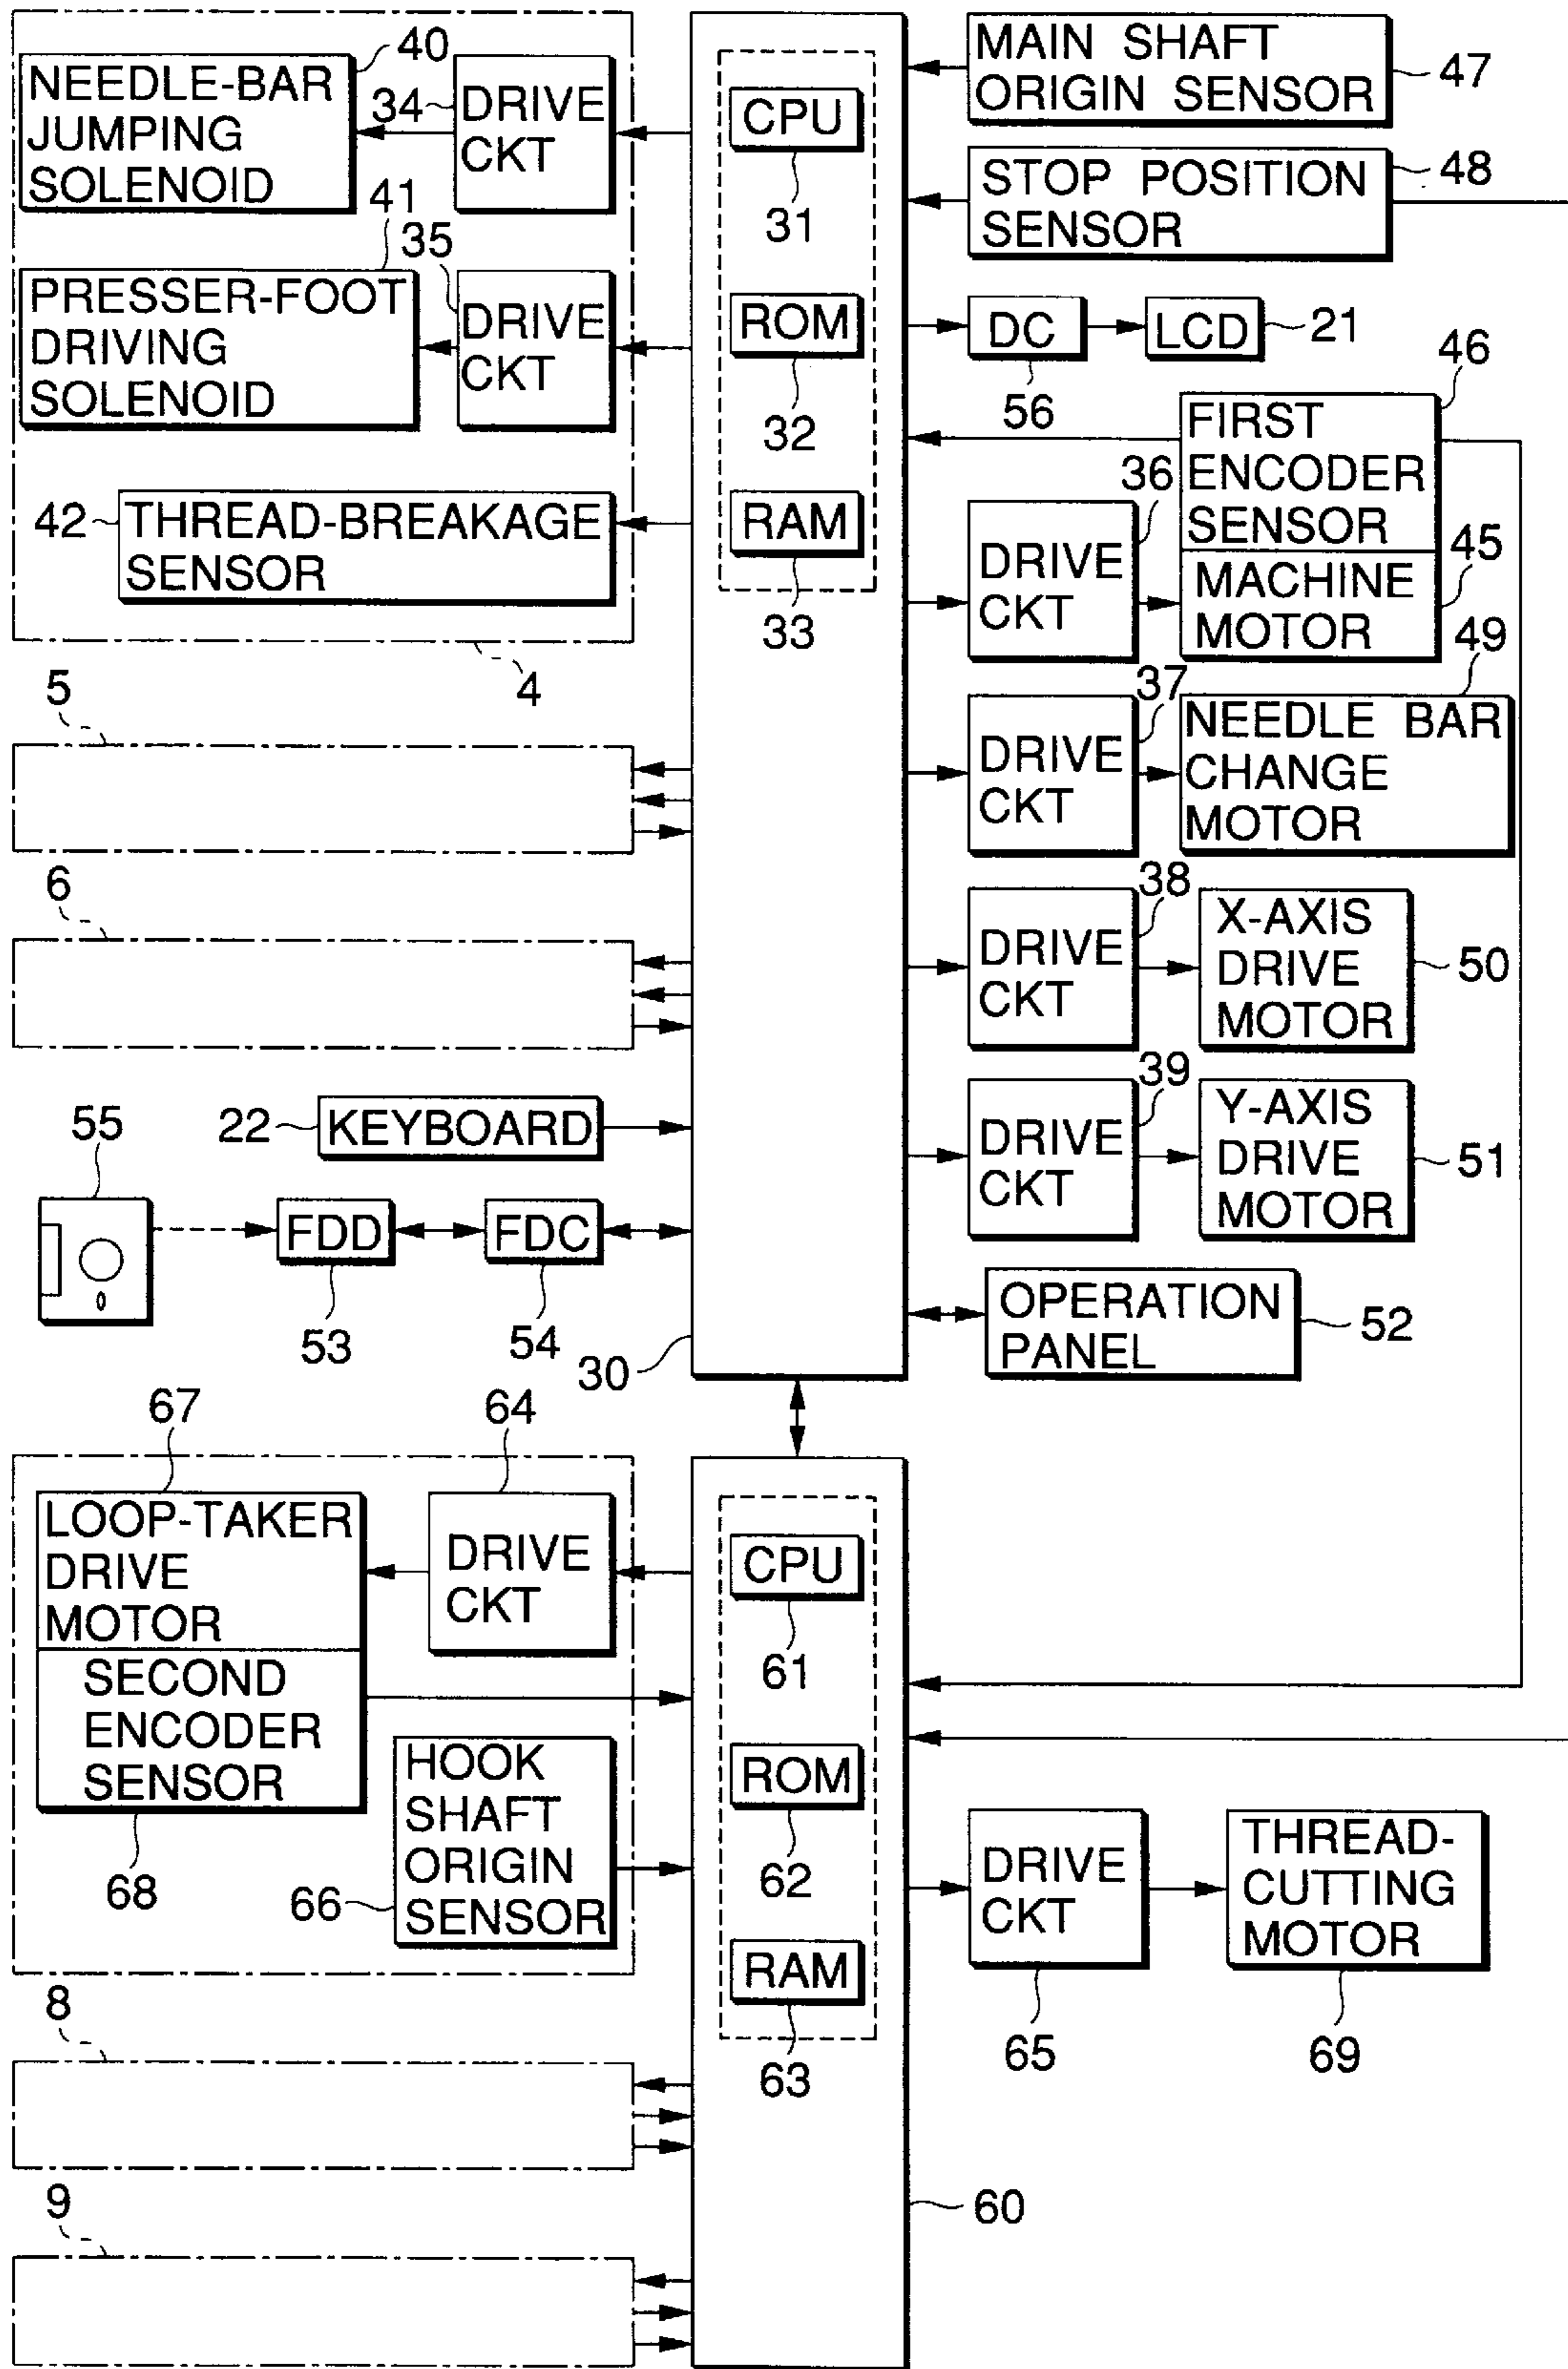 40
NEEDLE-BAR
JUMPING
SOLENOID
34
DRIVE
CKT
41
PRESSER-FOOT
DRIVING
SOLENOID
35
DRIVE
CKT
42
THREAD-BREAKAGE
SENSOR
4
5
6
22
KEYBOARD
55
FDD
53
FDC
54
30
CPU
31
ROM
32
RAM
33
MAIN SHAFT
ORIGIN SENSOR
47
STOP POSITION
SENSOR
48
DC
56
LCD
21
46
FIRST
ENCODER
SENSOR
36
DRIVE
CKT
MACHINE
MOTOR
45
37
DRIVE
CKT
NEEDLE BAR
CHANGE
MOTOR
49
38
DRIVE
CKT
X-AXIS
DRIVE
MOTOR
50
39
DRIVE
CKT
Y-AXIS
DRIVE
MOTOR
51
OPERATION
PANEL
52
67
LOOP-TAKER
DRIVE
MOTOR
64
DRIVE
CKT
SECOND
ENCODER
SENSOR
68
HOOK
SHAFT
ORIGIN
SENSOR
66
8
9
CPU
61
ROM
62
RAM
63
60
DRIVE
CKT
65
THREAD-
CUTTING
MOTOR
69